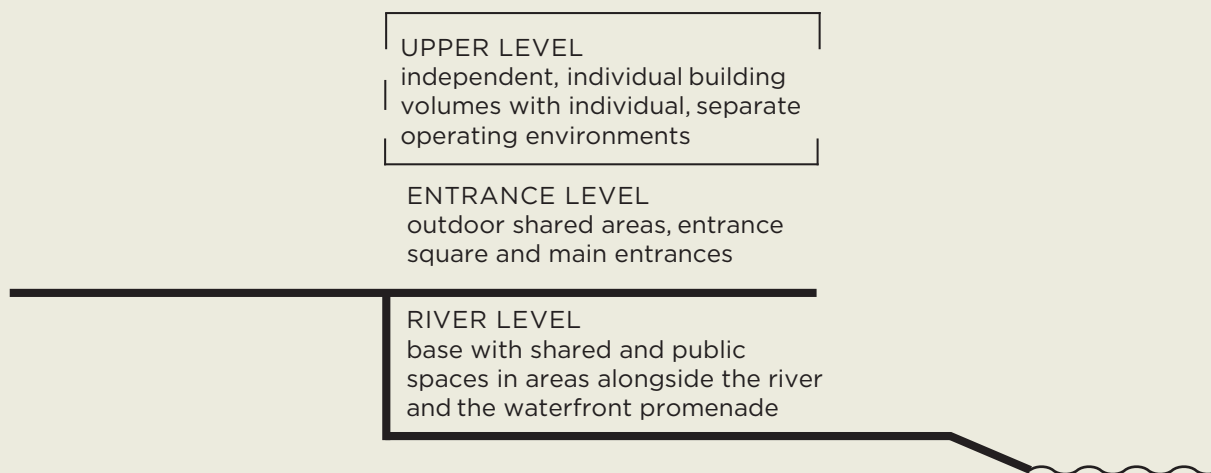 UPPER LEVEL
independent, individual building
volumes with individual, separate
operating environments
ENTRANCE LEVEL
outdoor shared areas, entrance
square and main entrances
RIVER LEVEL
base with shared and public
spaces in areas alongside the river
and the waterfront promenade